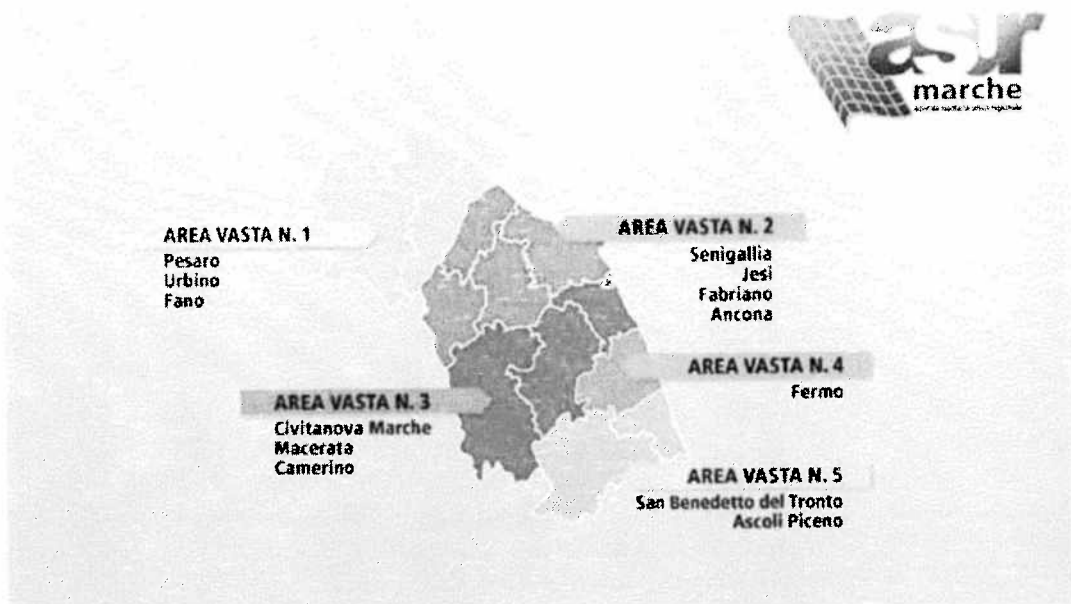 asur
marche
AREA VASTA N. 1
Pesaro
Urbino
Fano
AREA VASTA N. 2
Senigallia
Jesi
Fabriano
Ancona
AREA VASTA N. 3
Civitanova Marche
Macerata
Camerino
AREA VASTA N. 4
Fermo
AREA VASTA N. 5
San Benedetto del Tronto
Ascoli Piceno